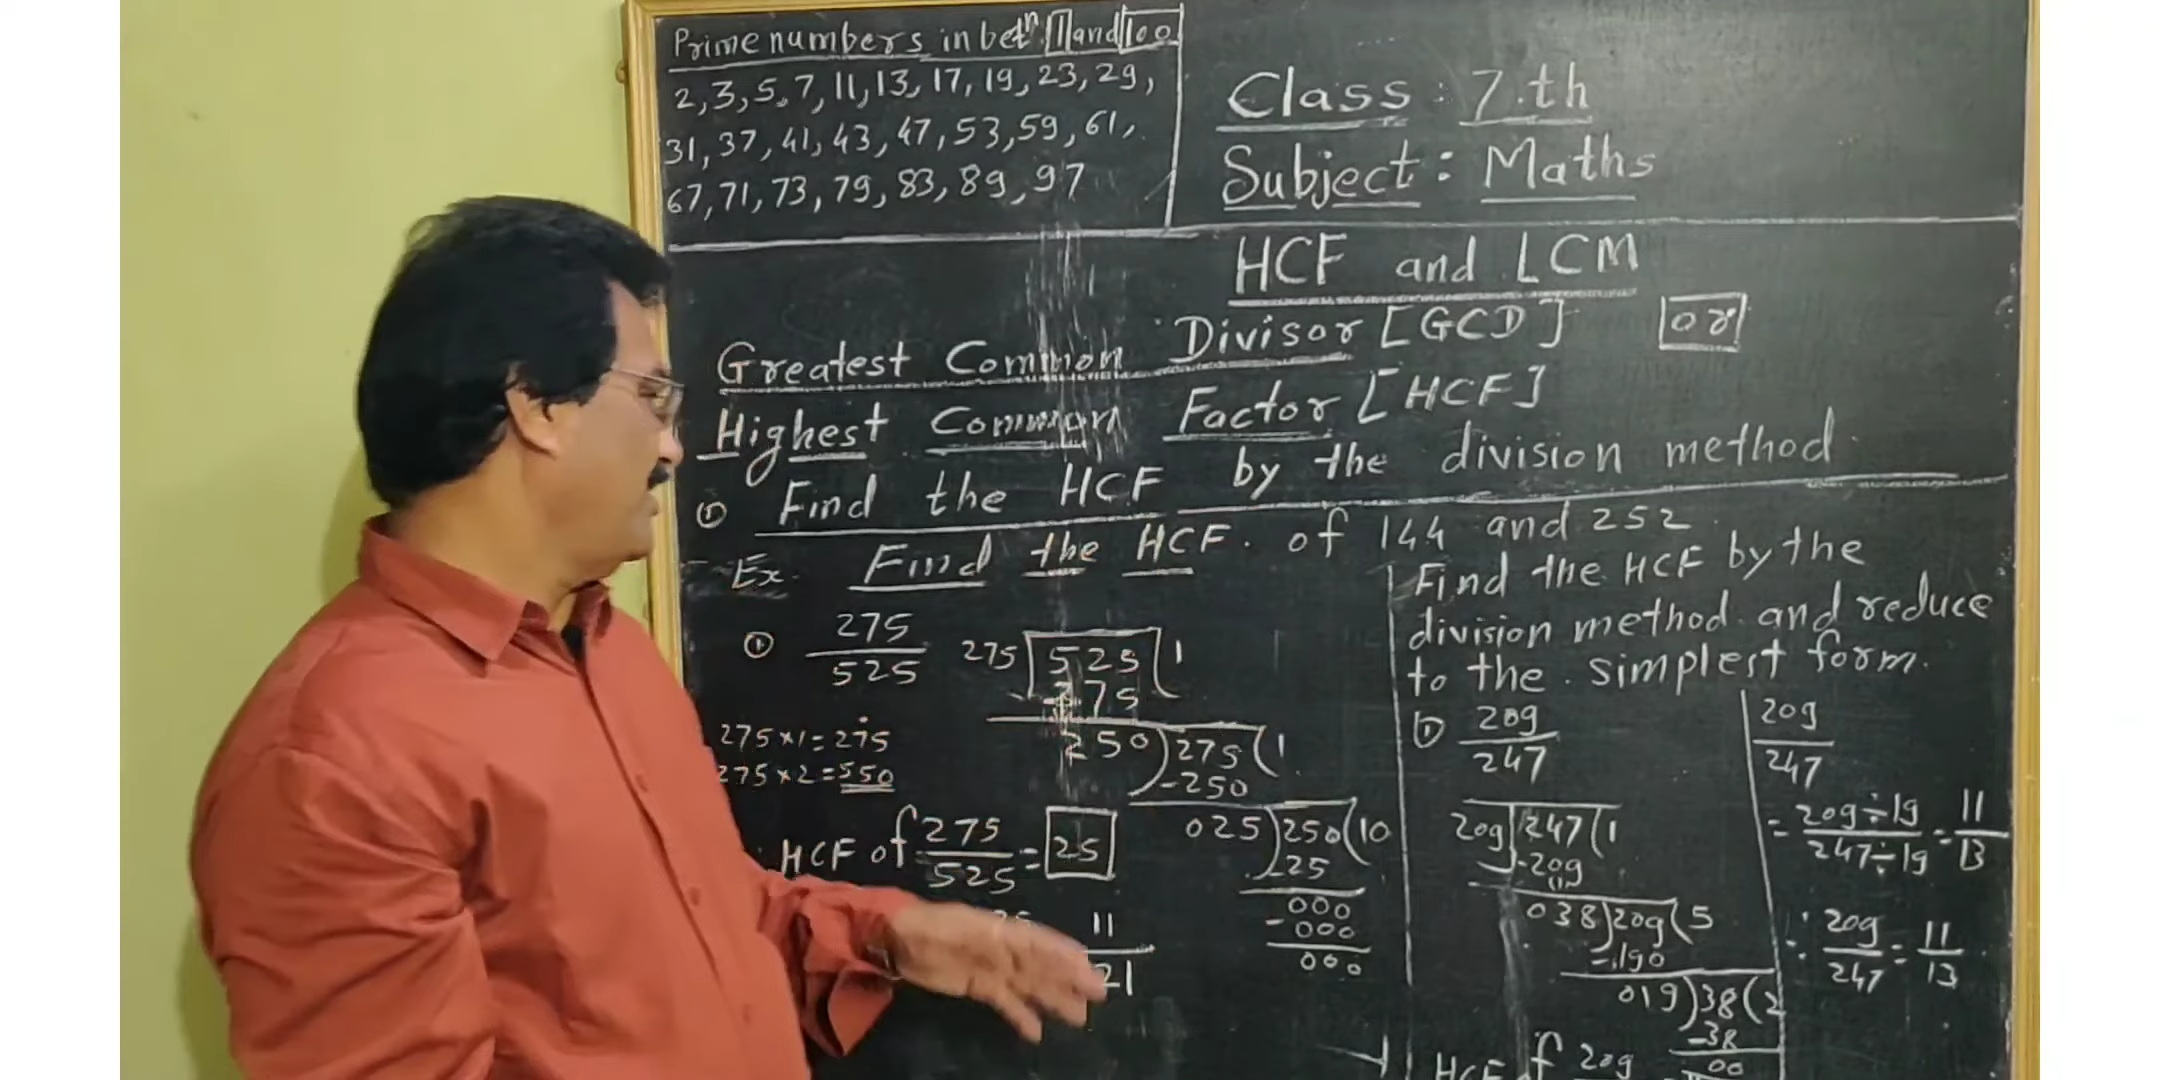 Prime numbers in betn 1 and 100
2, 3, 5, 7, 11, 13, 17, 19, 23, 29,
31, 37, 41, 43, 47, 53, 59, 61,
67, 71, 73, 79, 83, 89, 97
Class : 7.th
Subject : Maths
HCF and LCM
Greatest Common Divisor [GCD] or
Highest Common Factor [HCF]
① Find the HCF by the division method.
Ex. Find the HCF. of 144 and 252.
① 275
525
275 × 1 = 275
275 × 2 = 550
275 ) 525 ( 1
- 275
250 ) 275 ( 1
- 250
025 ) 250 ( 10
- 25
000
- 000
000
HCF of 275/525 = 25
11
21
Find the HCF by the
division method and reduce
to the simplest form.
① 209
247
209 ) 247 ( 1
- 209
038 ) 209 ( 5
- 190
019 ) 38 ( 2
- 38
00
HCF of 209
209
247
= 209 ÷ 19 / 247 ÷ 19 = 11/13
∴ 209/247 = 11/13